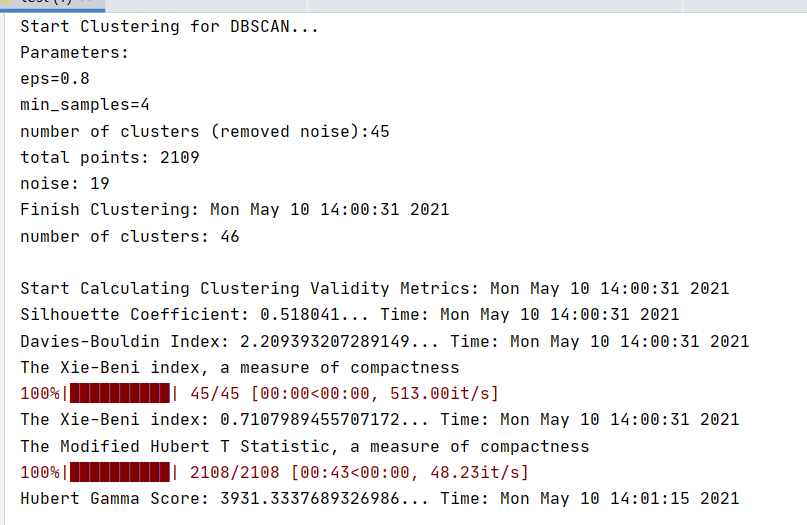 Start Clustering for DBSCAN...
Parameters:
eps=0.8
min_samples=4
number of clusters (removed noise):45
total points: 2109
noise: 19
Finish Clustering: Mon May 10 14:00:31 2021
number of clusters: 46
Start Calculating Clustering Validity Metrics: Mon May 10 14:00:31 2021
Silhouette Coefficient: 0.518041... Time: Mon May 10 14:00:31 2021
Davies-Bouldin Index: 2.209393207289149... Time: Mon May 10 14:00:31 2021
The Xie-Beni index, a measure of compactness
100%|██████████| 45/45 [00:00<00:00, 513.00it/s]
The Xie-Beni index: 0.7107989455707172... Time: Mon May 10 14:00:31 2021
The Modified Hubert T Statistic, a measure of compactness
100%|██████████| 2108/2108 [00:43<00:00, 48.23it/s]
Hubert Gamma Score: 3931.3337689326986... Time: Mon May 10 14:01:15 2021